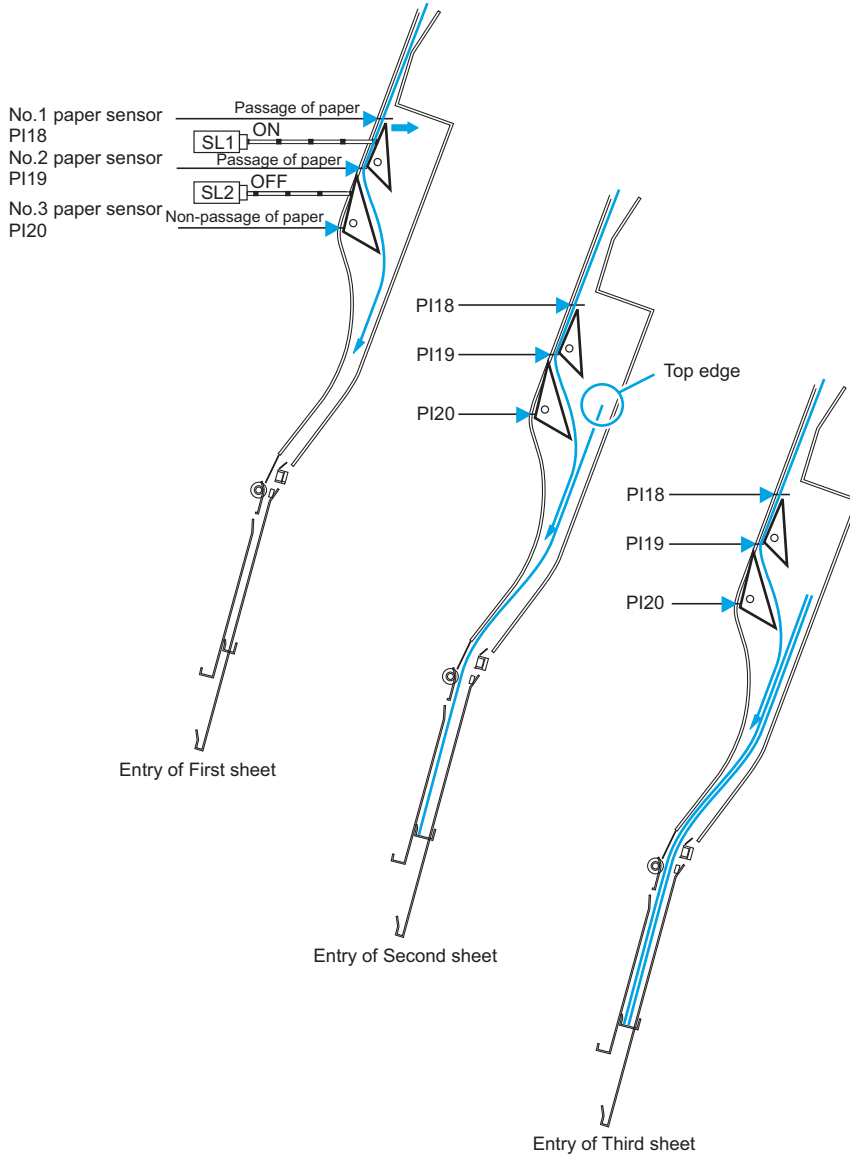 No.1 paper sensor
PI18
Passage of paper
SL1
ON
No.2 paper sensor
PI19
Passage of paper
SL2
OFF
No.3 paper sensor
PI20
Non-passage of paper
Entry of First sheet
PI18
PI19
PI20
Top edge
Entry of Second sheet
PI18
PI19
PI20
Entry of Third sheet